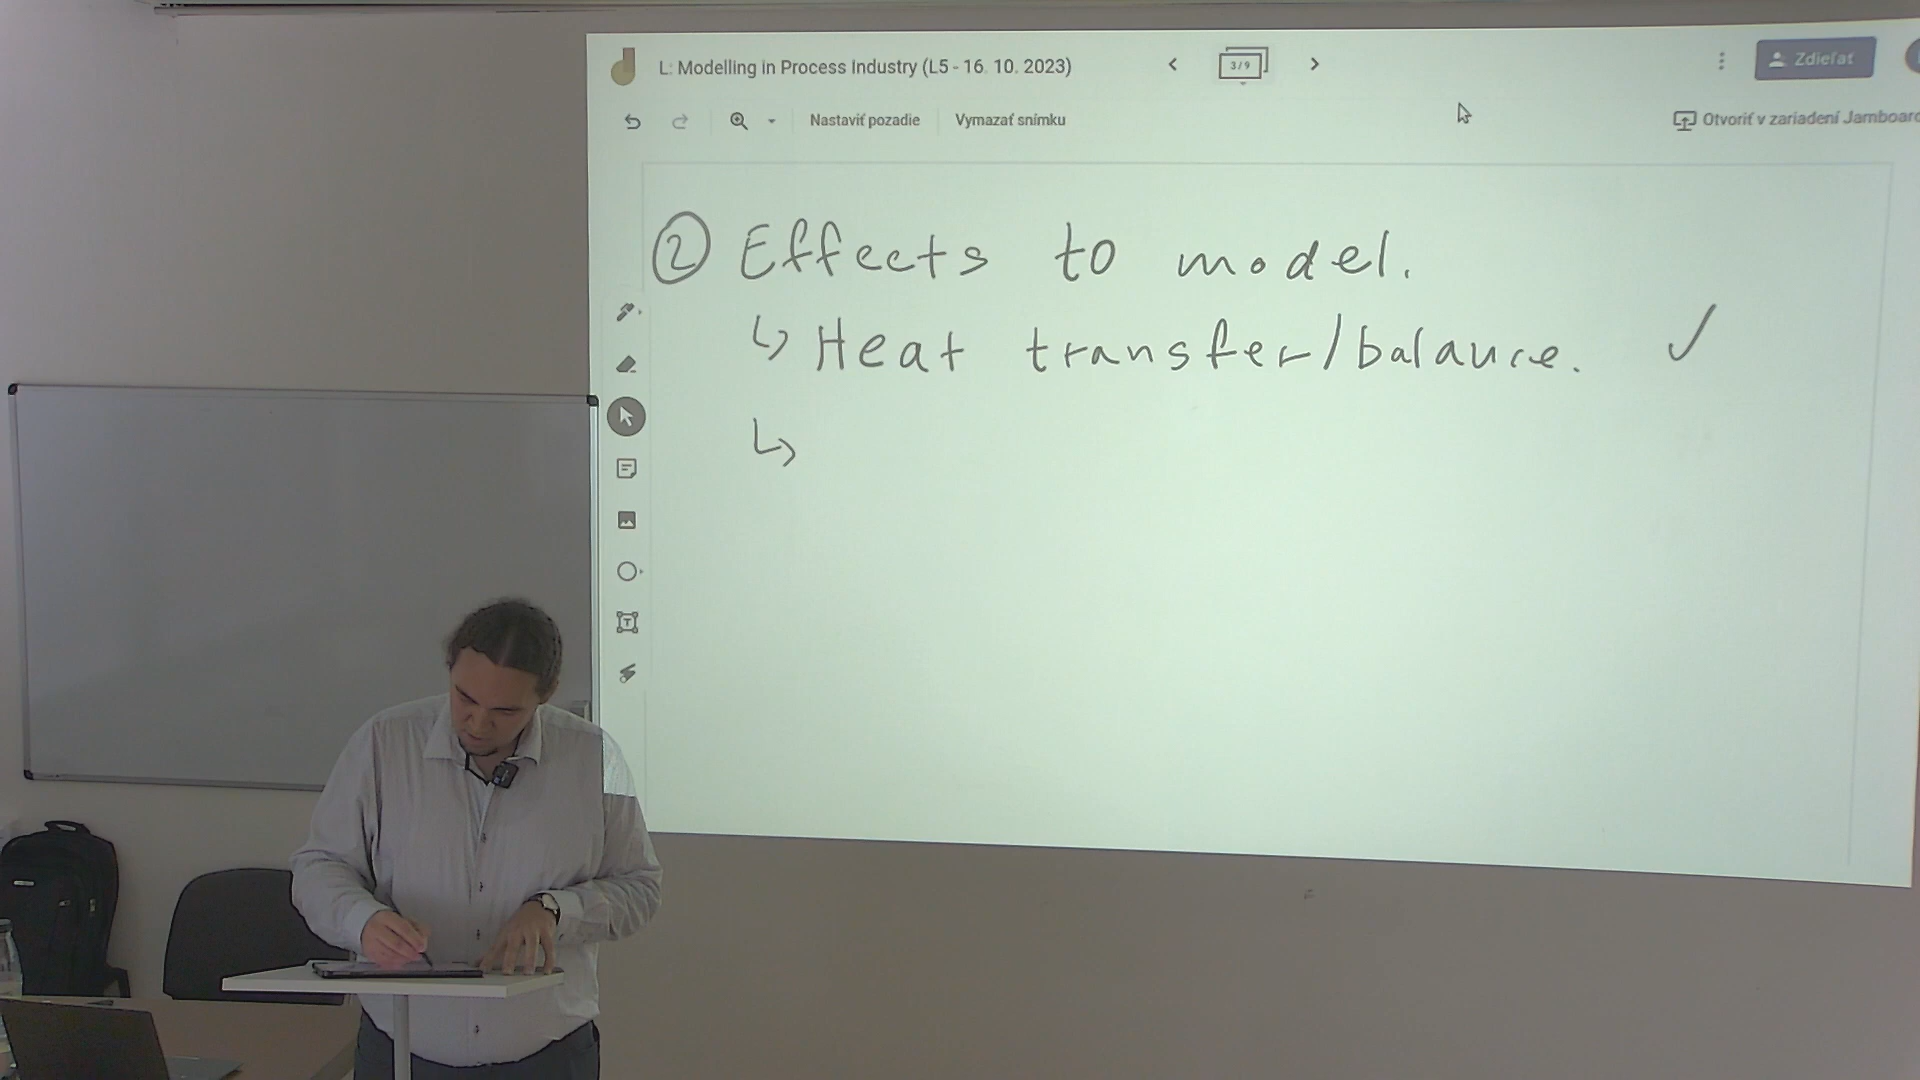 L: Modelling in Process Industry (L5 - 16. 10. 2023)
3/9
Zdieľať
Nastaviť pozadie
Vymazať snímku
Otvoriť v zariadení Jamboard
② Effects to model.
↳ Heat transfer/balance. ✓
↳